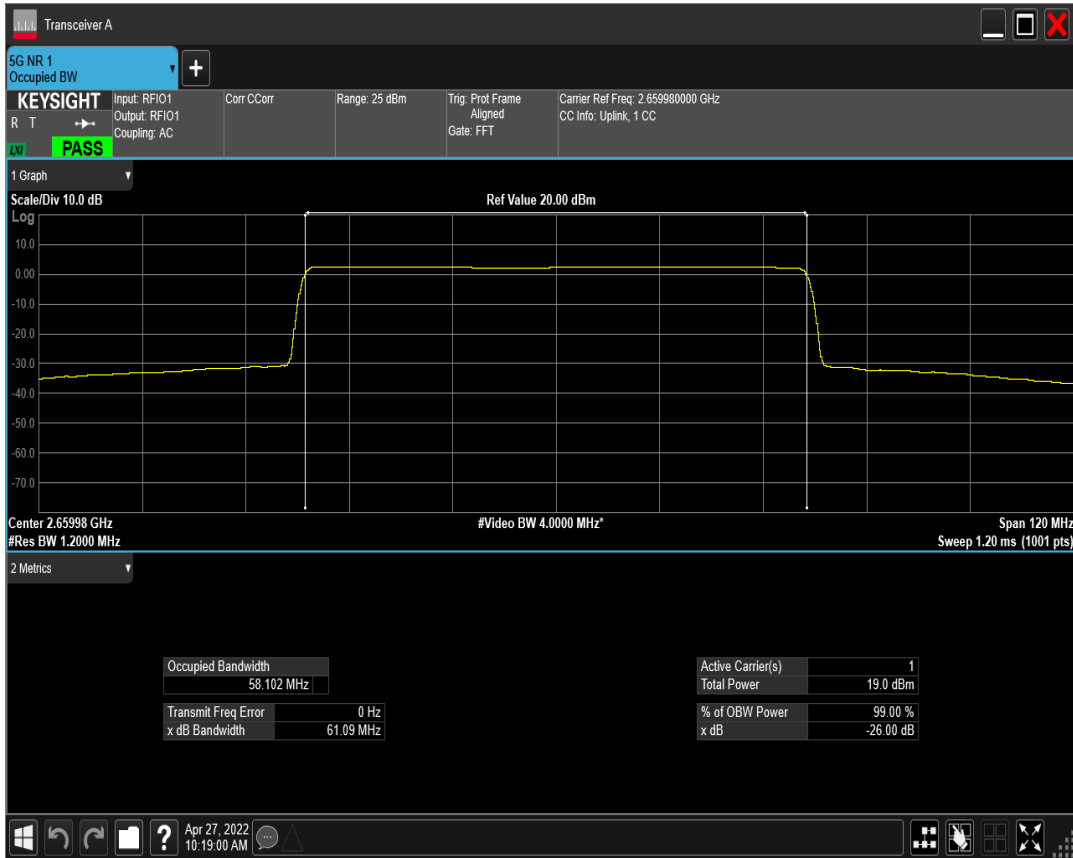 Transceiver A
5G NR 1
Occupied BW
KEYSIGHT
R T
LXI
PASS
Input: RFIO1
Output: RFIO1
Coupling: AC
Corr CCorr
Range: 25 dBm
Trig: Prot Frame
Aligned
Gate: FFT
Carrier Ref Freq: 2.659980000 GHz
CC Info: Uplink, 1 CC
1 Graph
Scale/Div 10.0 dB
Ref Value 20.00 dBm
Log
10.0
0.00
-10.0
-20.0
-30.0
-40.0
-50.0
-60.0
-70.0
Center 2.65998 GHz
#Video BW 4.0000 MHz*
Span 120 MHz
#Res BW 1.2000 MHz
Sweep 1.20 ms (1001 pts)
2 Metrics
Occupied Bandwidth
58.102 MHz
Transmit Freq Error 0 Hz
x dB Bandwidth 61.09 MHz
Active Carrier(s) 1
Total Power 19.0 dBm
% of OBW Power 99.00 %
x dB -26.00 dB
?
Apr 27, 2022
10:19:00 AM